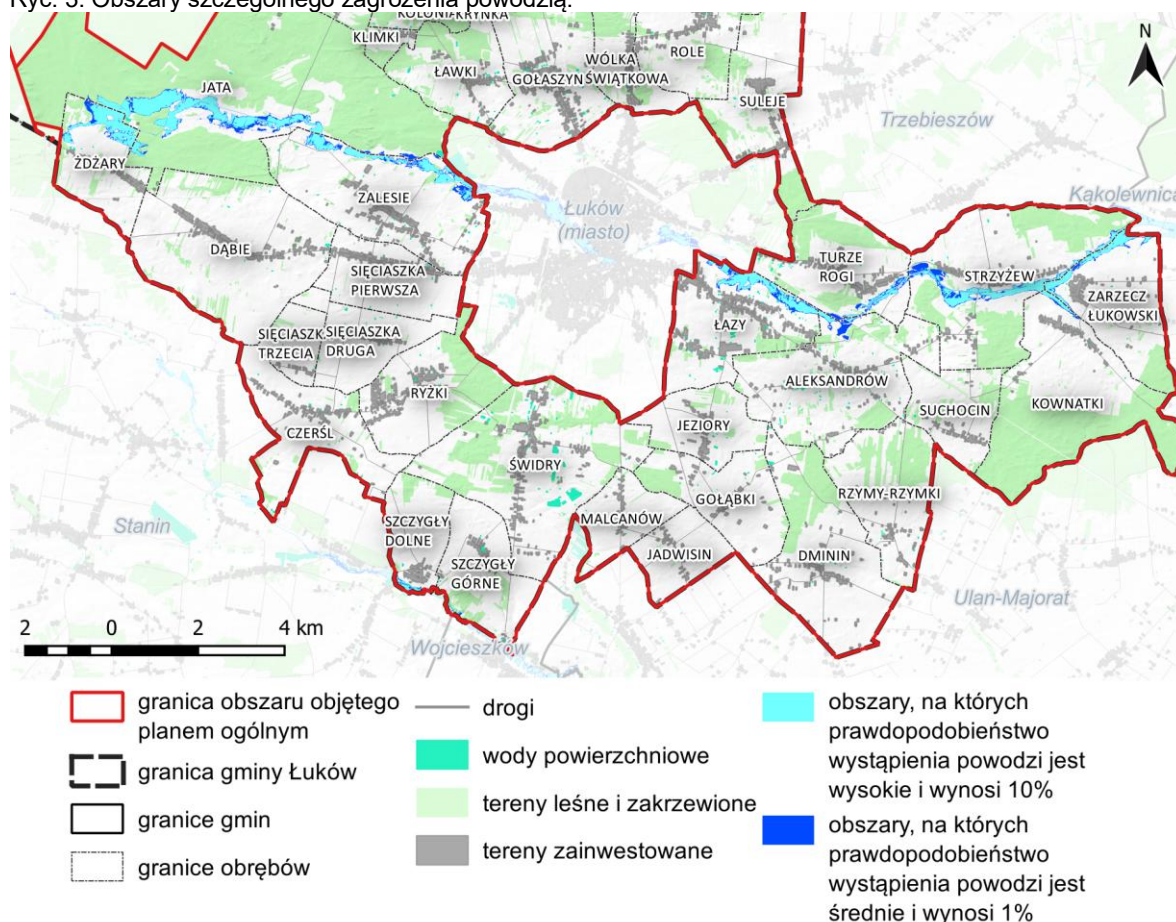 Ryc. 3. Obszary szczególnego zagrożenia powodzią.
KLIMKI
ŁAWKI
GOŁASZYN
WÓLKA
ŚWIĄTKOWA
ROLE
SULEJE
N
JATA
Trzebieszów
ŻDŻARY
ZALESIE
Łuków
(miasto)
Kąkolewnica
DĄBIE
SIĘCIASZKA
PIERWSZA
TURZE
ROGI
STRZYŻEW
ZARZECZ
ŁUKOWSKI
SIĘCIASZK
TRZECIA
SIĘCIASZKA
DRUGA
ŁAZY
RYŻKI
ALEKSANDRÓW
SUCHOCIN
KOWNATKI
CZERŚL
JEZIORY
ŚWIDRY
GOŁĄBKI
RZYMY-RZYMKI
Stanin
SZCZYGŁY
DOLNE
MALCANÓW
SZCZYGŁY
GÓRNE
JADWISIN
DMININ
Ulan-Majorat
Wojcieszków
2 0 2 4 km
granica obszaru objętego
planem ogólnym
granica gminy Łuków
granice gmin
granice obrębów
drogi
wody powierzchniowe
tereny leśne i zakrzewione
tereny zainwestowane
obszary, na których
prawdopodobieństwo
wystąpienia powodzi jest
wysokie i wynosi 10%
obszary, na których
prawdopodobieństwo
wystąpienia powodzi jest
średnie i wynosi 1%